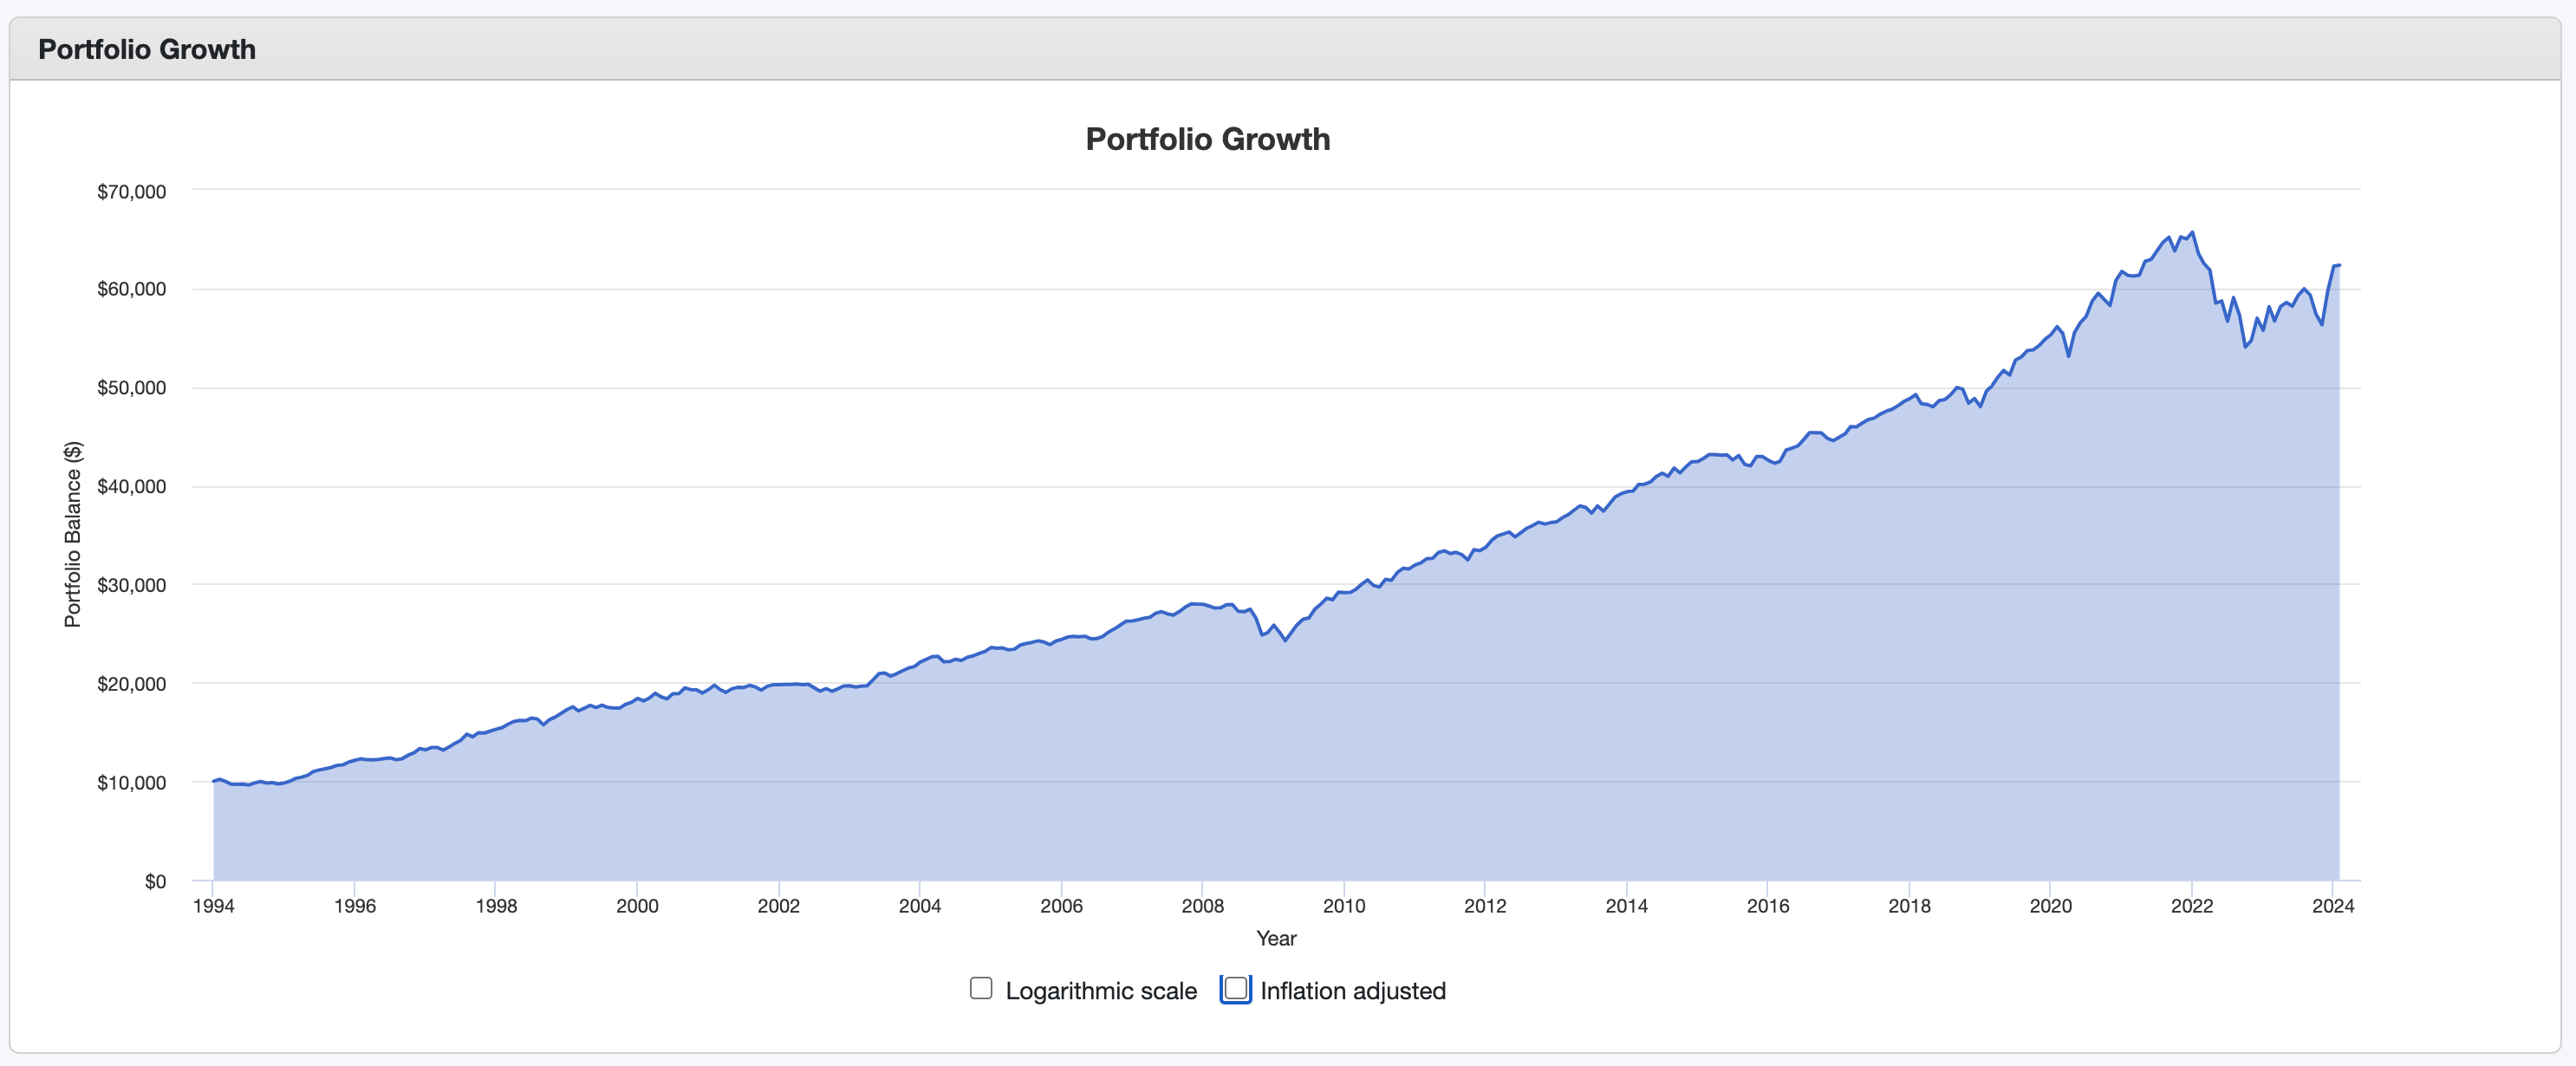 Portfolio Growth
Portfolio Growth
$70,000
$60,000
$50,000
$40,000
$30,000
$20,000
$10,000
$0
Portfolio Balance ($)
1994 1996 1998 2000 2002 2004 2006 2008 2010 2012 2014 2016 2018 2020 2022 2024
Year
Logarithmic scale Inflation adjusted